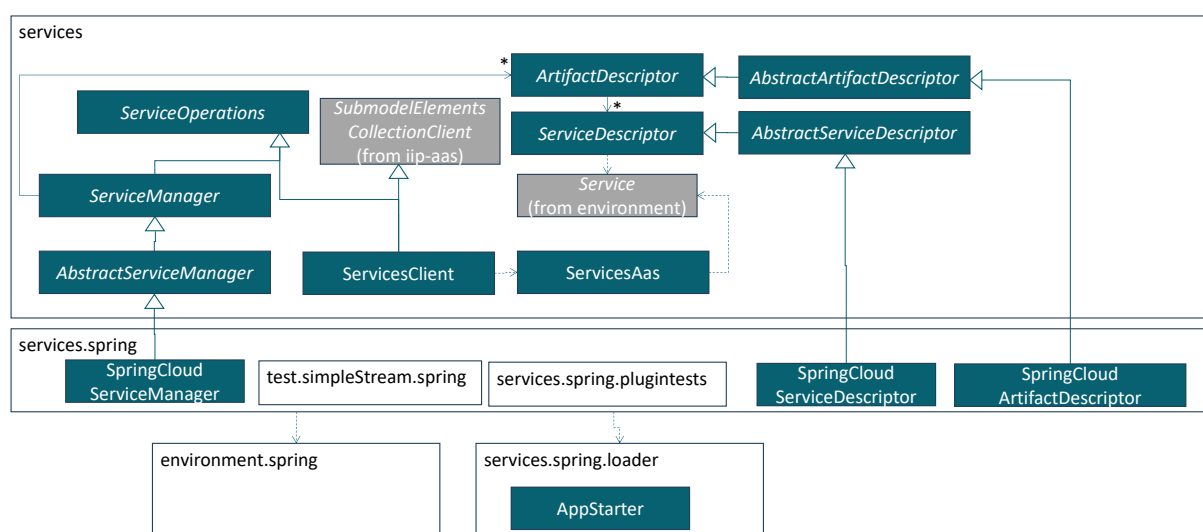 services
*
ArtifactDescriptor
AbstractArtifactDescriptor
ServiceOperations
SubmodelElements
CollectionClient
(from iip-aas)
*
ServiceDescriptor
AbstractServiceDescriptor
ServiceManager
Service
(from environment)
AbstractServiceManager
ServicesClient
ServicesAas
services.spring
SpringCloud
ServiceManager
test.simpleStream.spring
services.spring.plugintests
SpringCloud
ServiceDescriptor
SpringCloud
ArtifactDescriptor
environment.spring
services.spring.loader
AppStarter